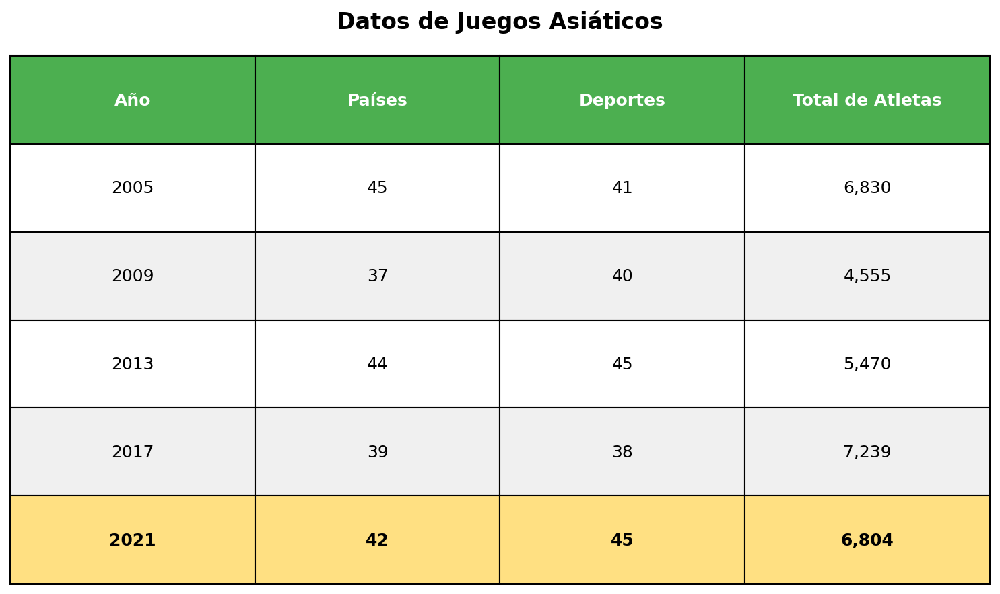 Datos de Juegos Asiáticos
Año Países Deportes Total de Atletas
2005 45 41 6,830
2009 37 40 4,555
2013 44 45 5,470
2017 39 38 7,239
2021 42 45 6,804